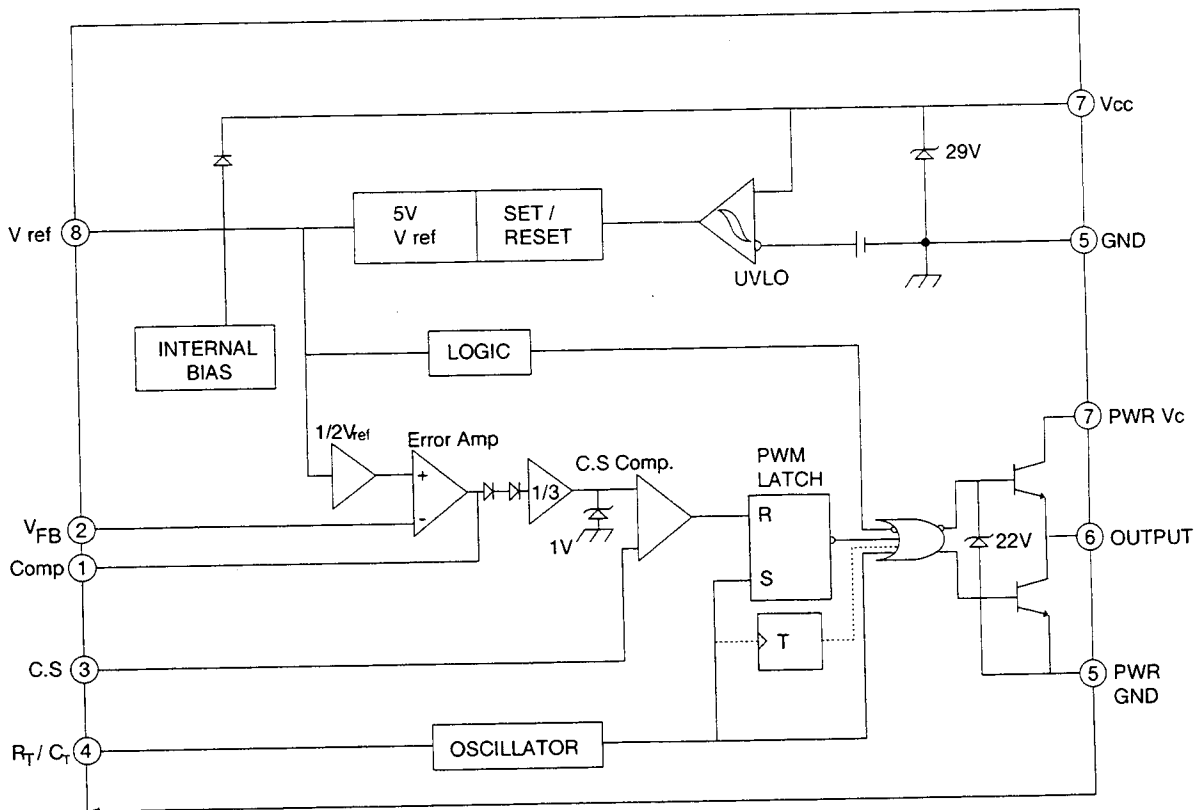 7 Vcc
29V
5V
V ref
SET /
RESET
V ref 8
5 GND
UVLO
INTERNAL
BIAS
LOGIC
7 PWR Vc
1/2Vref
Error Amp
C.S Comp.
PWM
LATCH
+
1/3
R
VFB 2
-
1V
22V
6 OUTPUT
Comp 1
S
T
C.S 3
5 PWR
GND
RT / CT 4
OSCILLATOR